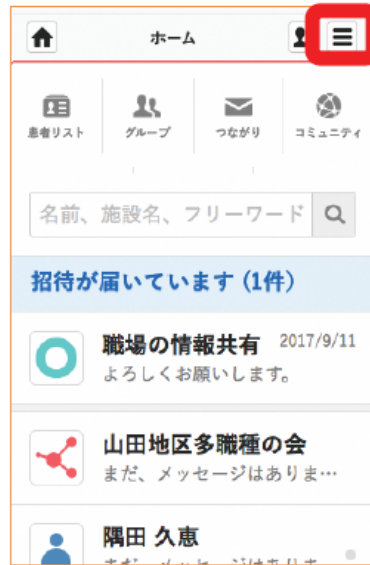 ホーム
患者リスト グループ つながり コミュニティ
名前、施設名、フリーワード
招待が届いています (1件)
職場の情報共有 2017/9/11
よろしくお願いします。
山田地区多職種の会
まだ、メッセージはありま…
隅田 久恵